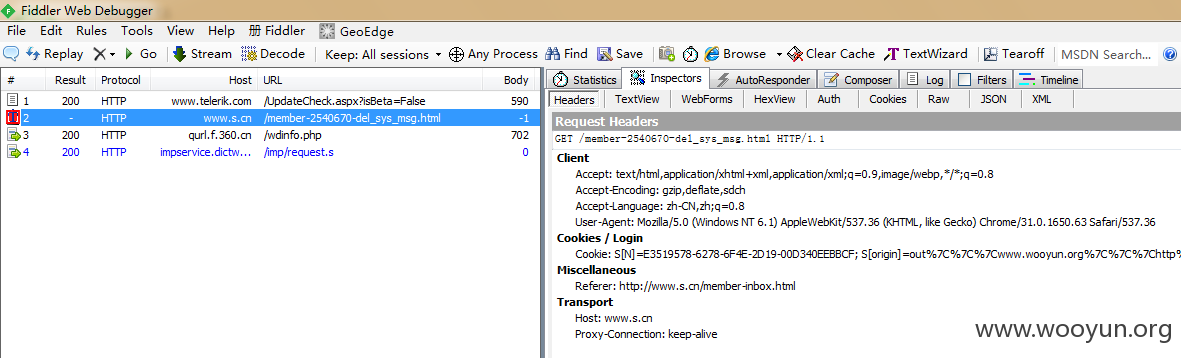 Fiddler Web Debugger
File Edit Rules Tools View Help Fiddler GeoEdge
Replay Go Stream Decode Keep: All sessions Any Process Find Save Browse Clear Cache TextWizard Tearoff MSDN Search...
# Result Protocol Host URL Body
1 200 HTTP www.telerik.com /UpdateCheck.aspx?isBeta=False 590
2 - HTTP www.s.cn /member-2540670-del_sys_msg.html -1
3 200 HTTP qurl.f.360.cn /wdinfo.php 702
4 200 HTTP impservice.dictw... /imp/request.s 0
Statistics Inspectors AutoResponder Composer Log Filters Timeline
Headers TextView WebForms HexView Auth Cookies Raw JSON XML
Request Headers
GET /member-2540670-del_sys_msg.html HTTP/1.1
Client
Accept: text/html,application/xhtml+xml,application/xml;q=0.9,image/webp,*/*;q=0.8
Accept-Encoding: gzip,deflate,sdch
Accept-Language: zh-CN,zh;q=0.8
User-Agent: Mozilla/5.0 (Windows NT 6.1) AppleWebKit/537.36 (KHTML, like Gecko) Chrome/31.0.1650.63 Safari/537.36
Cookies / Login
Cookie: S[N]=E3519578-6278-6F4E-2D19-00D340EEBBCF; S[origin]=out%7C%7C%7Cwww.wooyun.org%7C%7C%7Chttp%
Miscellaneous
Referer: http://www.s.cn/member-inbox.html
Transport
Host: www.s.cn
Proxy-Connection: keep-alive
www.wooyun.org